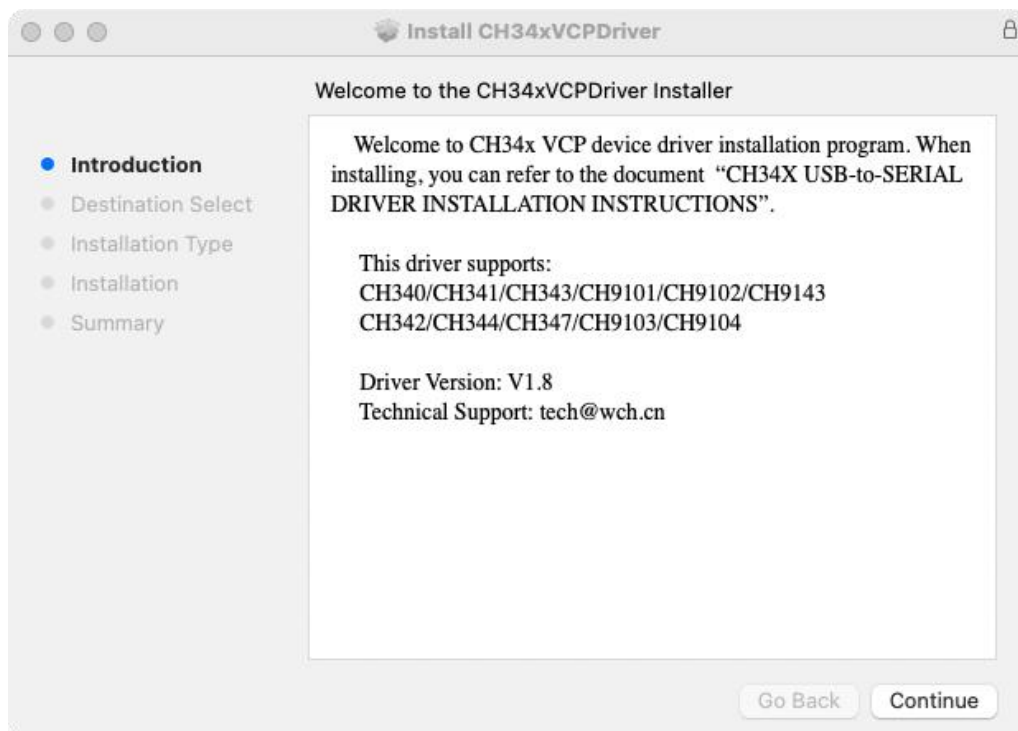 Install CH34xVCPDriver
Welcome to the CH34xVCPDriver Installer
Introduction
Destination Select
Installation Type
Installation
Summary
Welcome to CH34x VCP device driver installation program. When
installing, you can refer to the document “CH34X USB-to-SERIAL
DRIVER INSTALLATION INSTRUCTIONS”.
This driver supports:
CH340/CH341/CH343/CH9101/CH9102/CH9143
CH342/CH344/CH347/CH9103/CH9104
Driver Version: V1.8
Technical Support: tech@wch.cn
Go Back
Continue